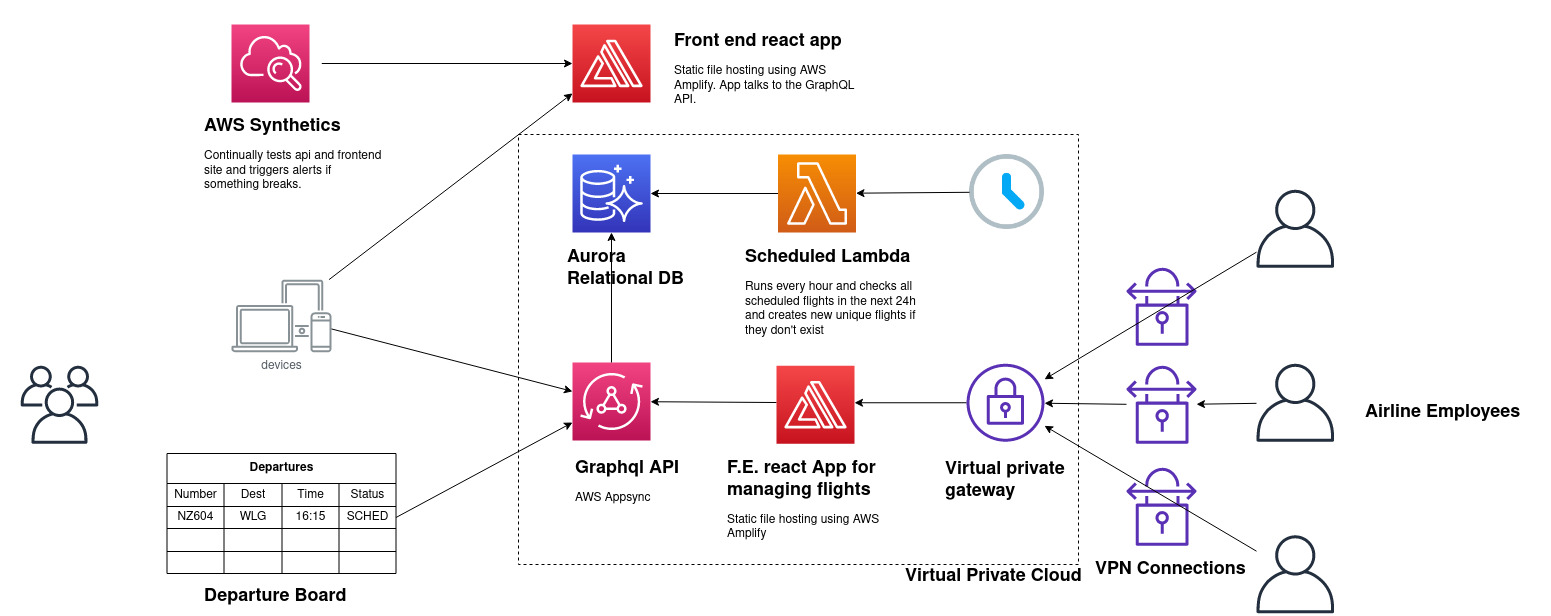 Front end react app
Static file hosting using AWS
Amplify. App talks to the GraphQL
API.
AWS Synthetics
Continually tests api and frontend
site and triggers alerts if
something breaks.
Aurora
Relational DB
Scheduled Lambda
Runs every hour and checks all
scheduled flights in the next 24h
and creates new unique flights if
they don't exist
devices
Airline Employees
Graphql API
AWS Appsync
F.E. react App for
managing flights
Static file hosting using AWS
Amplify
Virtual private
gateway
Departures
Number Dest Time Status
NZ604 WLG 16:15 SCHED
Departure Board
Virtual Private Cloud
VPN Connections